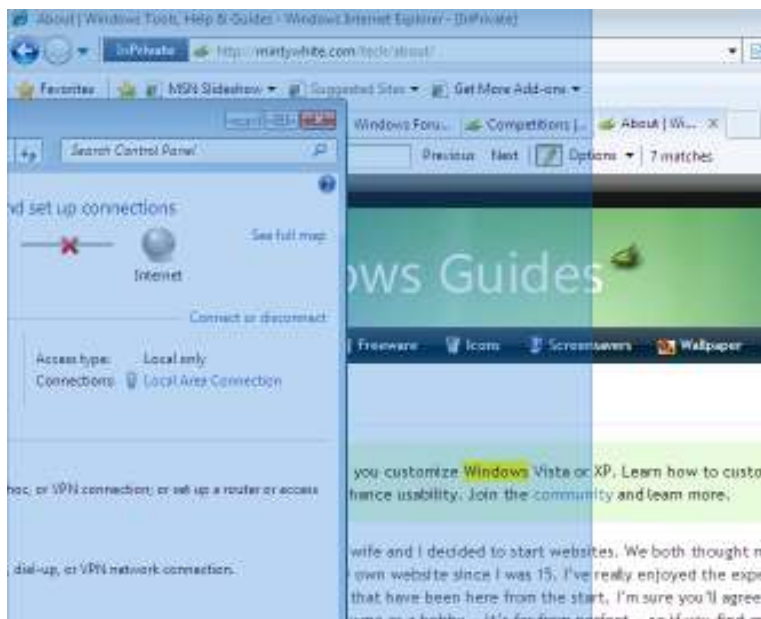 About | Windows Tools, Help & Guides - Windows Internet Explorer - [InPrivate]
InPrivate http://mintywhite.com/tech/about/
Favorites MSN Slideshow Suggested Sites Get More Add-ons
Windows Foru... Competitions |... About | Wi... X
Search Control Panel
Previous Next Options 7 matches
nd set up connections
See full map
Internet
ows Guides
Connect or disconnect
Freeware Icons Screensavers Wallpaper
Access type: Local only
Connections: Local Area Connection
you customize Windows Vista or XP. Learn how to custo
hoc, or VPN connection; or set up a router or access
hance usability. Join the community and learn more.
wife and I decided to start websites. We both thought
, dial-up, or VPN network connection.
own website since I was 15. I've really enjoyed the expe
that have been here from the start, I'm sure you'll agree